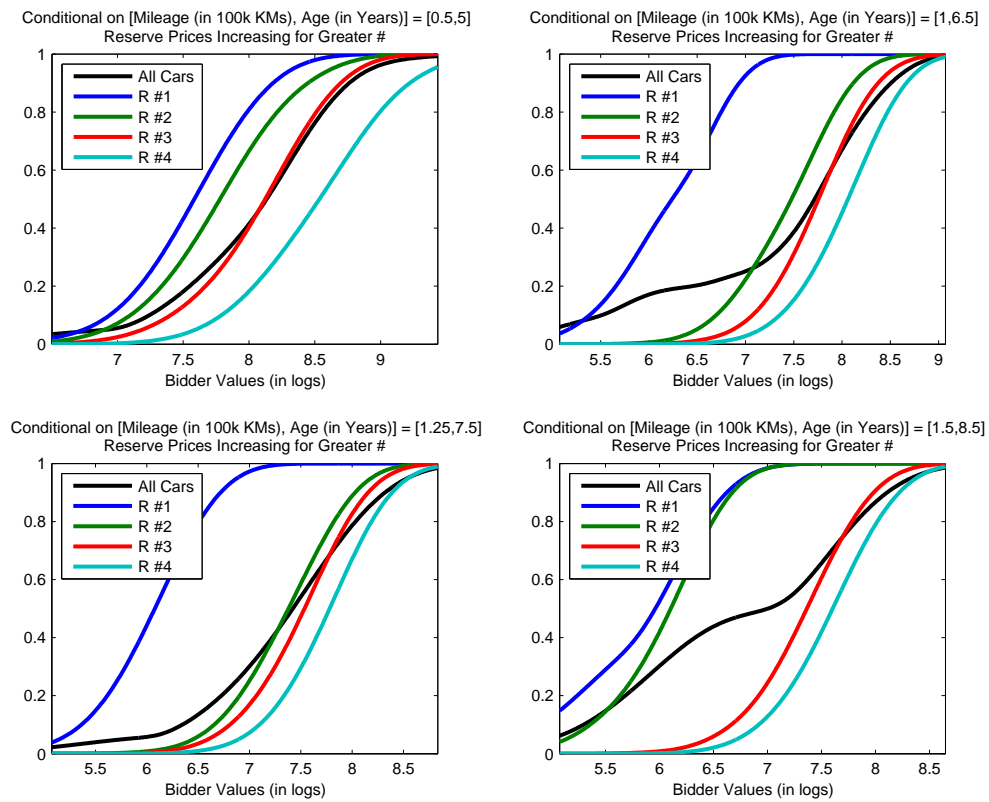 Conditional on [Mileage (in 100k KMs), Age (in Years)] = [0.5,5]
Reserve Prices Increasing for Greater #
1
0.8
0.6
0.4
0.2
0
All Cars
R #1
R #2
R #3
R #4
7 7.5 8 8.5 9
Bidder Values (in logs)
Conditional on [Mileage (in 100k KMs), Age (in Years)] = [1,6.5]
Reserve Prices Increasing for Greater #
1
0.8
0.6
0.4
0.2
0
All Cars
R #1
R #2
R #3
R #4
5.5 6 6.5 7 7.5 8 8.5 9
Bidder Values (in logs)
Conditional on [Mileage (in 100k KMs), Age (in Years)] = [1.25,7.5]
Reserve Prices Increasing for Greater #
1
0.8
0.6
0.4
0.2
0
All Cars
R #1
R #2
R #3
R #4
5.5 6 6.5 7 7.5 8 8.5
Bidder Values (in logs)
Conditional on [Mileage (in 100k KMs), Age (in Years)] = [1.5,8.5]
Reserve Prices Increasing for Greater #
1
0.8
0.6
0.4
0.2
0
All Cars
R #1
R #2
R #3
R #4
5.5 6 6.5 7 7.5 8 8.5
Bidder Values (in logs)